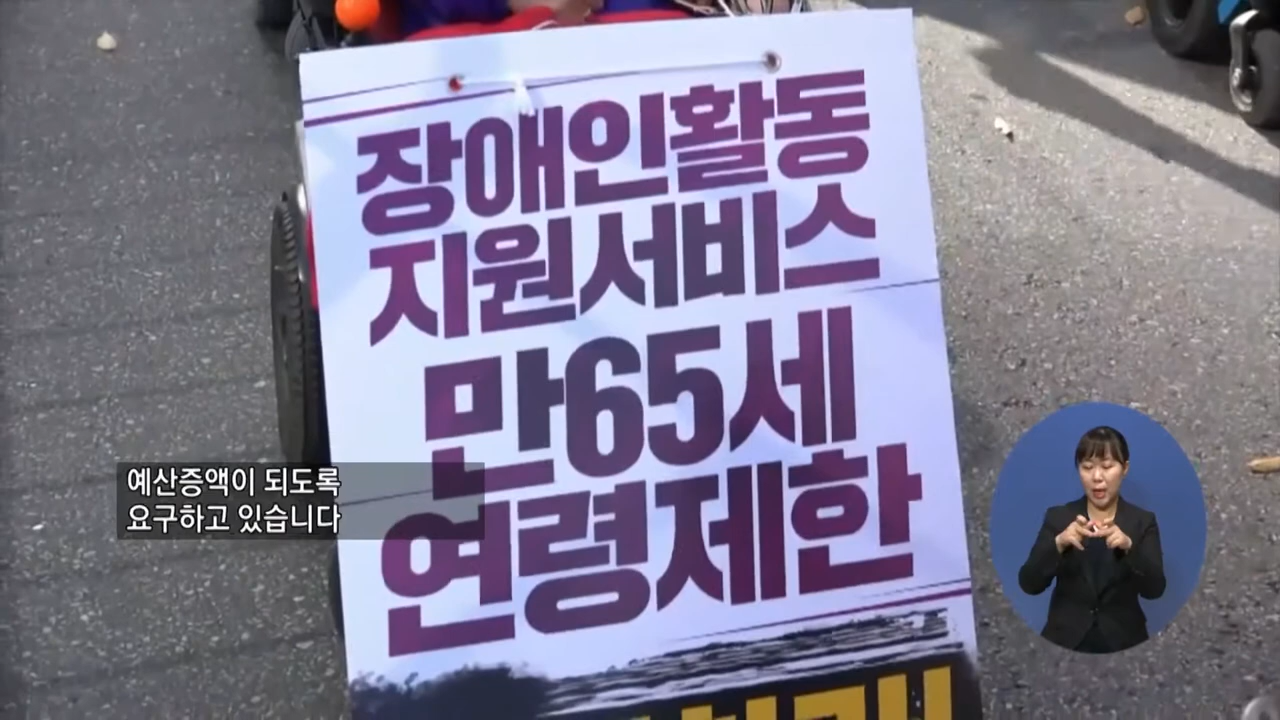 장애인활동
지원서비스
만65세
연령제한
예산증액이 되도록
요구하고 있습니다